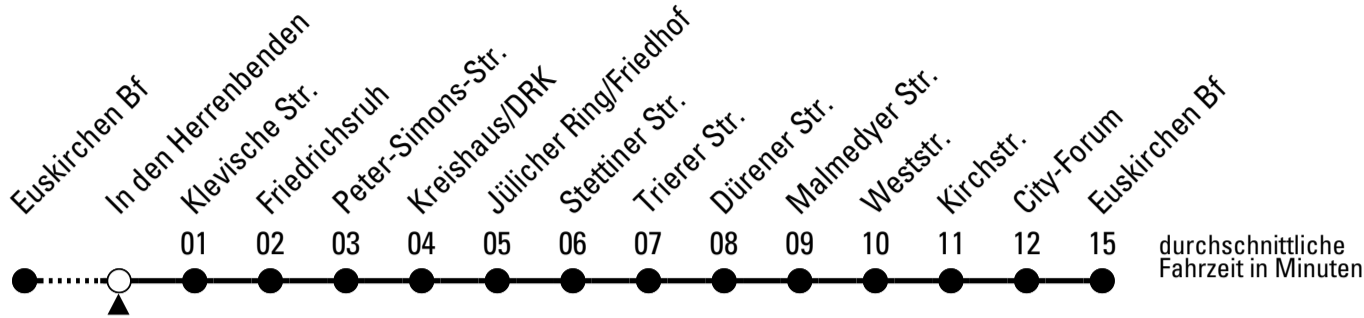 Euskirchen Bf
In den Herrenbenden
Klevische Str.
Friedrichsruh
Peter-Simons-Str.
Kreishaus/DRK
Jülicher Ring/Friedhof
Stettiner Str.
Trierer Str.
Dürener Str.
Malmedyer Str.
Weststr.
Kirchstr.
City-Forum
Euskirchen Bf
01 02 03 04 05 06 07 08 09 10 11 12 15
durchschnittliche
Fahrzeit in Minuten